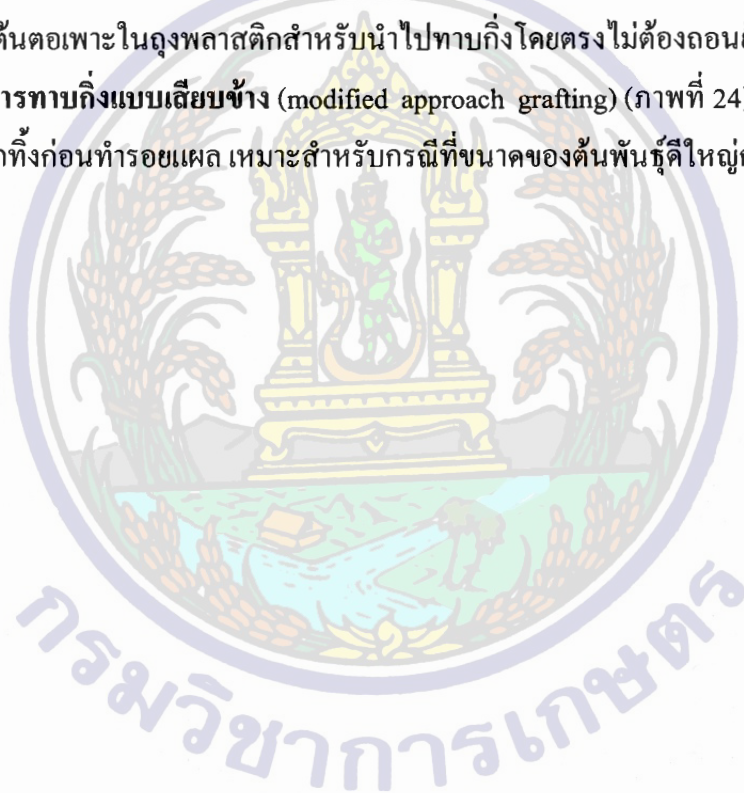 ต้นตอเพาะในถุงพลาสติกสำหรับนำไปทาบกิ่งโดยตรงไม่ต้องถอน
การทาบกิ่งแบบเสียบข้าง (modified approach grafting) (ภาพที่ 24)
ทิ้งก่อนทำรอยแผล เหมาะสำหรับกรณีที่ขนาดของต้นพันธุ์ดีใหญ่
กรมวิชาการเกษตร